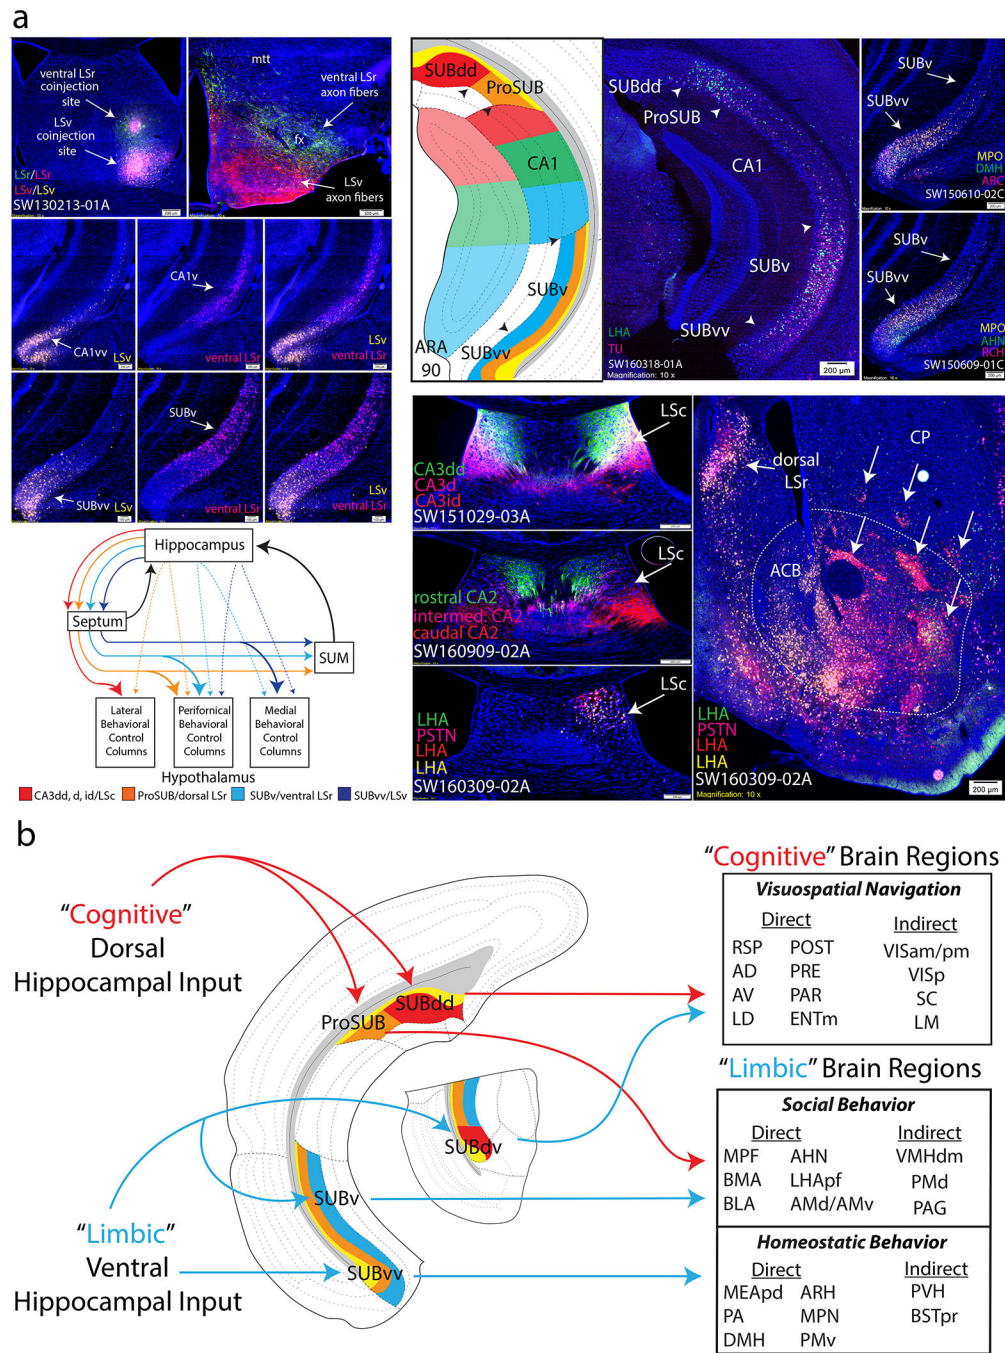 a
ventral LSr
coinjection
site
LSv
coinjection
site
LSr/LSr
LSv/LSv
SW130213-01A
Magnification: 10 x
200 µm
mtt
ventral LSr
axon fibers
fx
LSv
axon fibers
200 µm
CA1vv
LSv
CA1v
ventral LSr
LSv
ventral LSr
SUBvv
LSv
SUBv
ventral LSr
LSv
ventral LSr
SUBdd
ProSUB
CA1
SUBv
SUBvv
ARA
90
SUBdd
ProSUB
CA1
SUBv
SUBvv
LHA
TU
SW160318-01A
Magnification: 10 x
200 µm
SUBv
SUBvv
MPO
DMH
ARC
SW150610-02C
SUBv
SUBvv
MPO
AHN
RCH
SW150609-01C
LSc
CA3dd
CA3d
CA3id
SW151029-03A
LSc
rostral CA2
intermed. CA2
caudal CA2
SW160909-02A
LSc
LHA
PSTN
LHA
LHA
SW160309-02A
dorsal
LSr
CP
ACB
LHA
PSTN
LHA
LHA
SW160309-02A
Magnification: 10 x
200 µm
Hippocampus
Septum
SUM
Lateral
Behavioral
Control
Columns
Perifornical
Behavioral
Control
Columns
Medial
Behavioral
Control
Columns
Hypothalamus
CA3dd, d, id/LSc
ProSUB/dorsal LSr
SUBv/ventral LSr
SUBvv/LSv
b
"Cognitive"
Dorsal
Hippocampal Input
"Limbic"
Ventral
Hippocampal Input
SUBdd
ProSUB
SUBdv
SUBv
SUBvv
"Cognitive" Brain Regions
Visuospatial Navigation
Direct
Indirect
RSP POST VISam/pm
AD PRE VISp
AV PAR SC
LD ENTm LM
"Limbic" Brain Regions
Social Behavior
Direct
Indirect
MPF AHN VMHdm
BMA LHApf PMd
BLA AMd/AMv PAG
Homeostatic Behavior
Direct
Indirect
MEApd ARH PVH
PA MPN BSTpr
DMH PMv